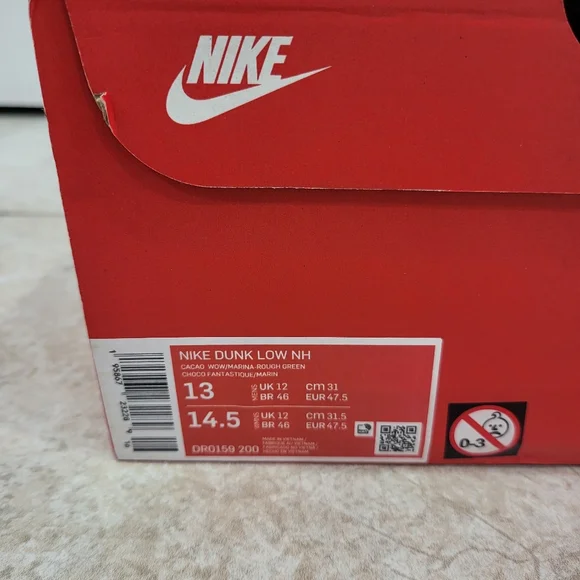 NIKE
NIKE DUNK LOW NH
CACAO WOW/MARINA-ROUGH GREEN
CHOCO FANTASTIQUE/MARIN
13 MENS UK 12 CM 31
BR 46 EUR 47.5
14.5 UK 12 CM 31.5
BR 46 EUR 47.5
DR0159 200
MADE IN VIETNAM
0-3